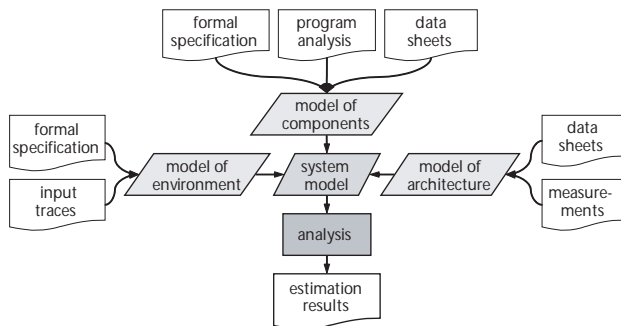 formal
specification
program
analysis
data
sheets
model of
components
formal
specification
input
traces
model of
environment
system
model
model of
architecture
data
sheets
measure-
ments
analysis
estimation
results